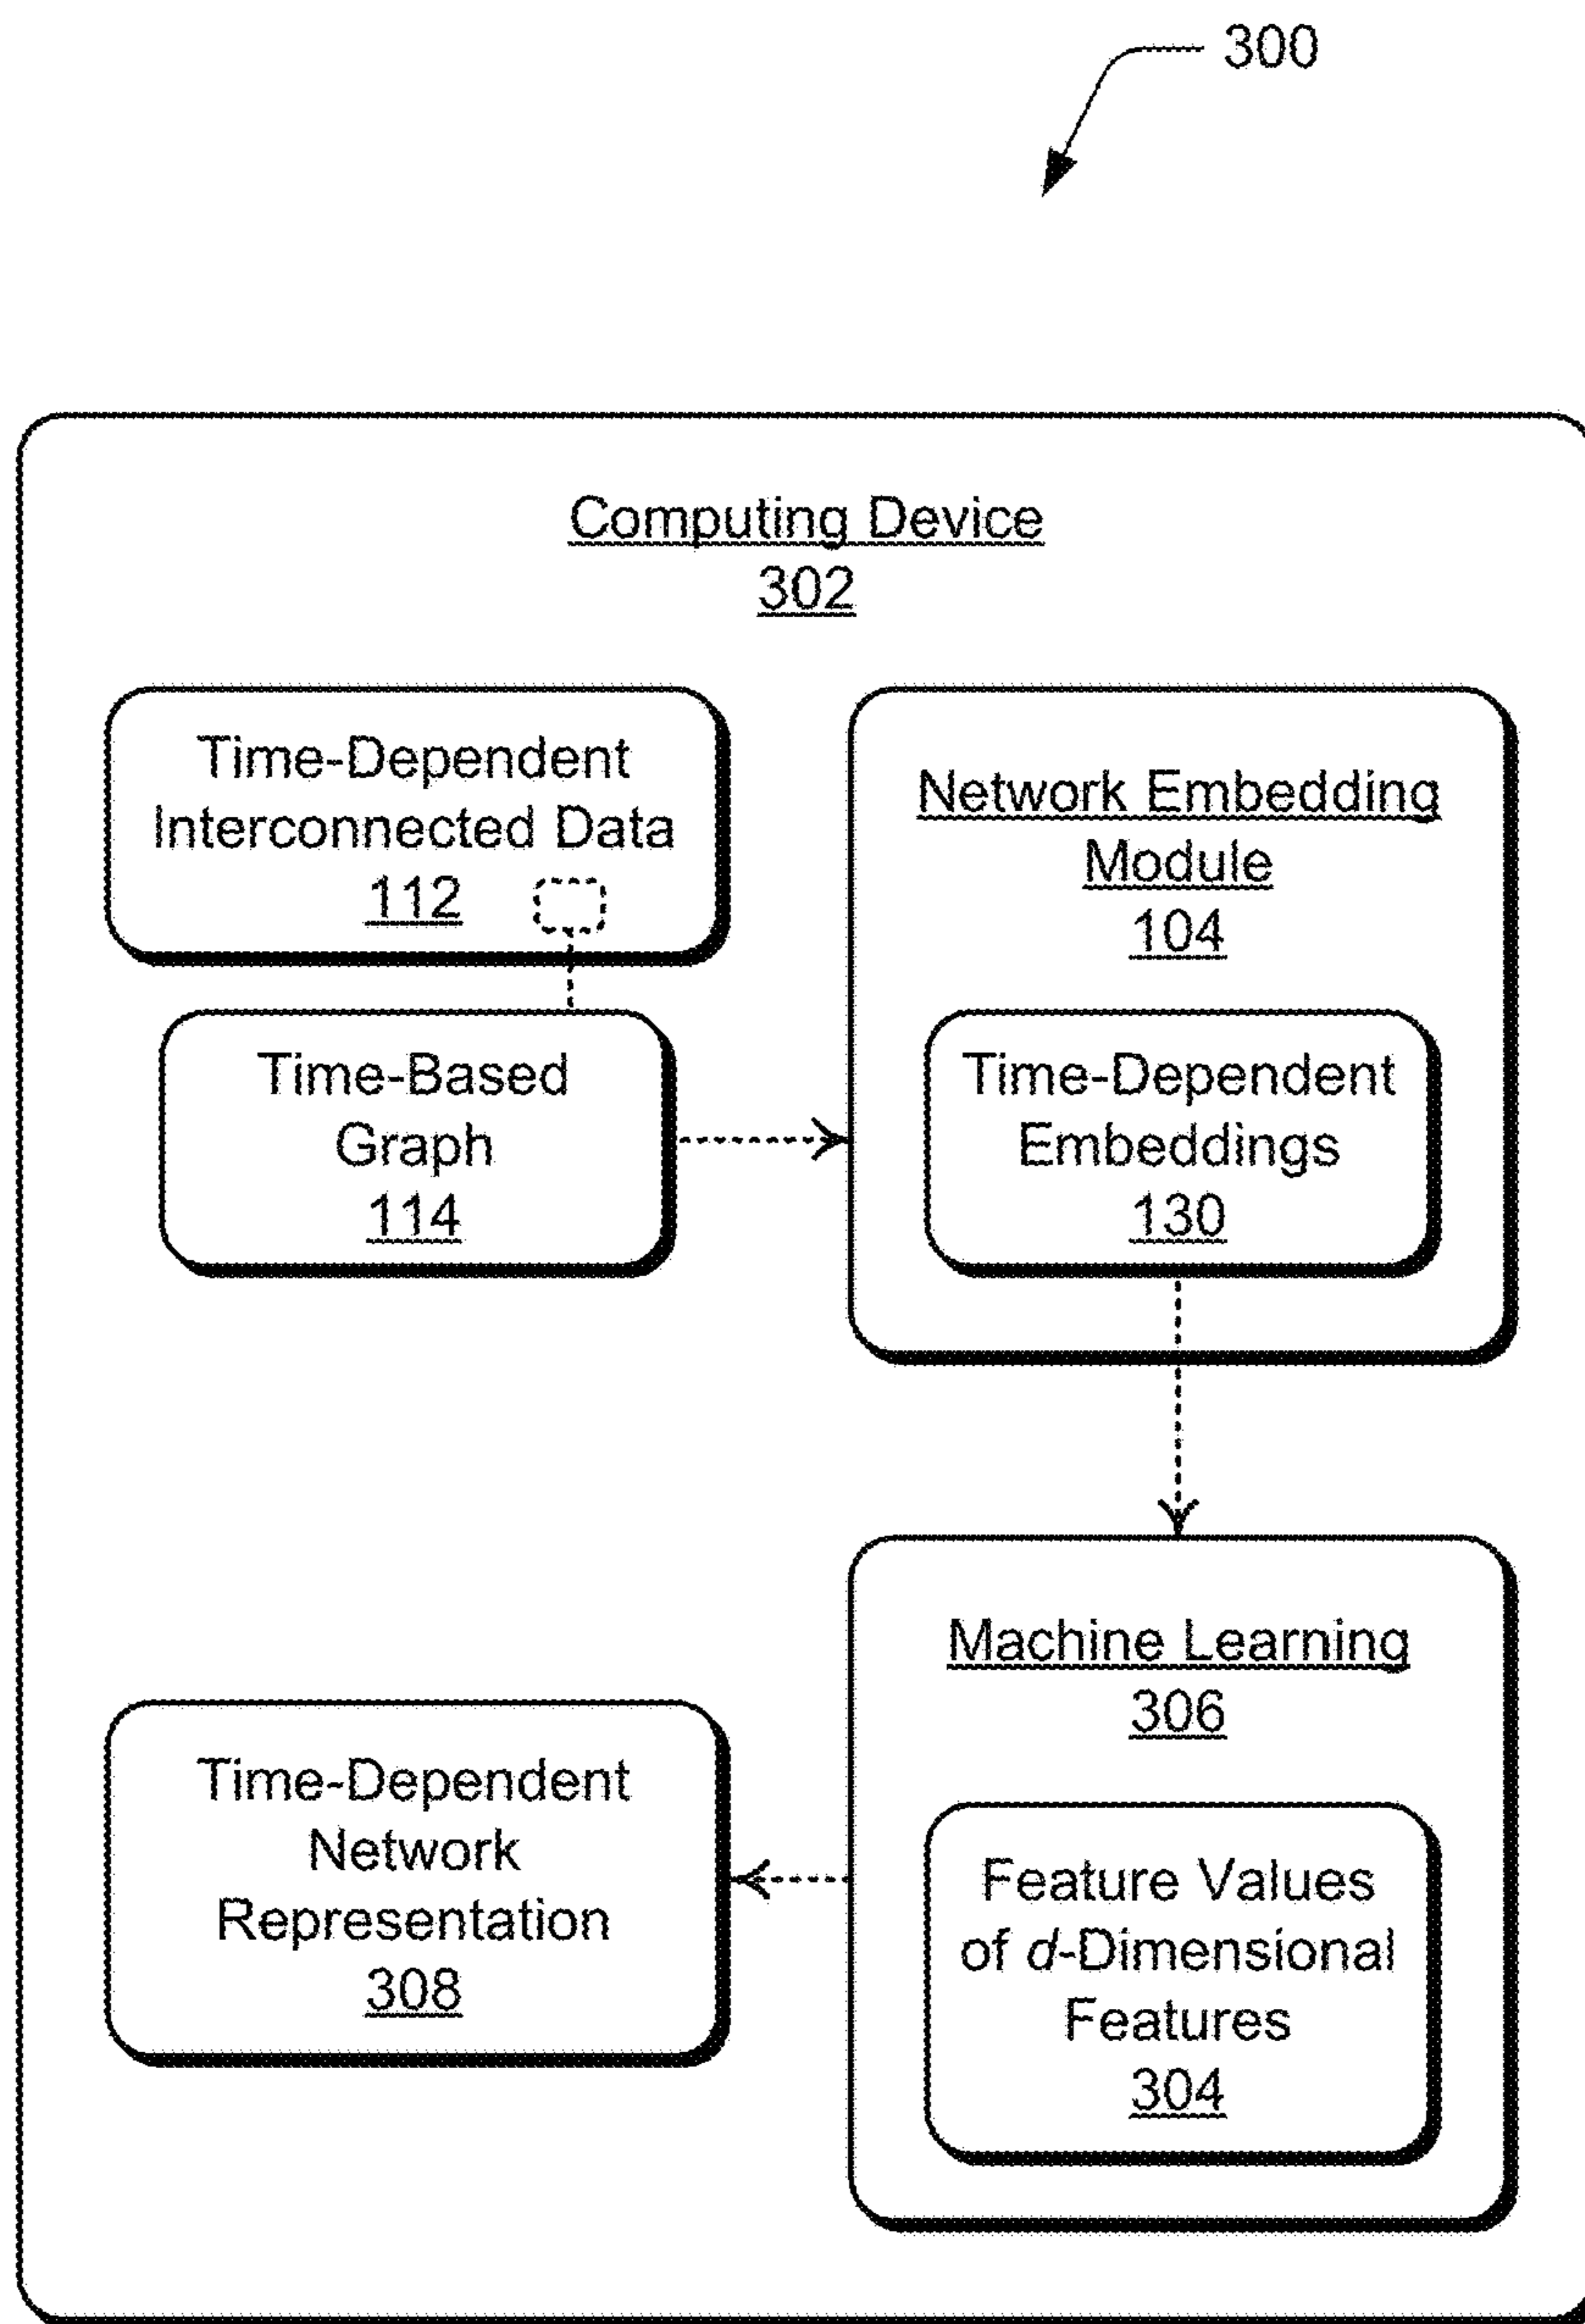 300
Computing Device
302
Time-Dependent
Interconnected Data
112
Time-Based
Graph
114
Network Embedding
Module
104
Time-Dependent
Embeddings
130
Machine Learning
306
Feature Values
of d-Dimensional
Features
304
Time-Dependent
Network
Representation
308